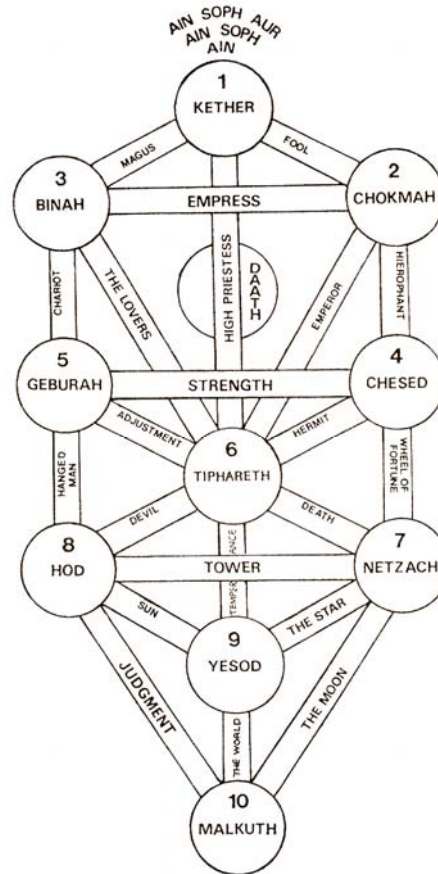 AIN SOPH AUR
AIN SOPH
AIN
1
KETHER
MAGUS
FOOL
3
BINAH
2
CHOKMAH
EMPRESS
CHARIOT
THE LOVERS
HIGH PRIESTESS
DAATH
EMPEROR
HIEROPHANT
5
GEBURAH
4
CHESED
STRENGTH
ADJUSTMENT
HERMIT
6
TIPHARETH
HANGED
MAN
WHEEL OF
FORTUNE
DEVIL
DEATH
8
HOD
7
NETZACH
TEMPERANCE
TOWER
SUN
THE STAR
9
YESOD
JUDGMENT
THE WORLD
THE MOON
10
MALKUTH